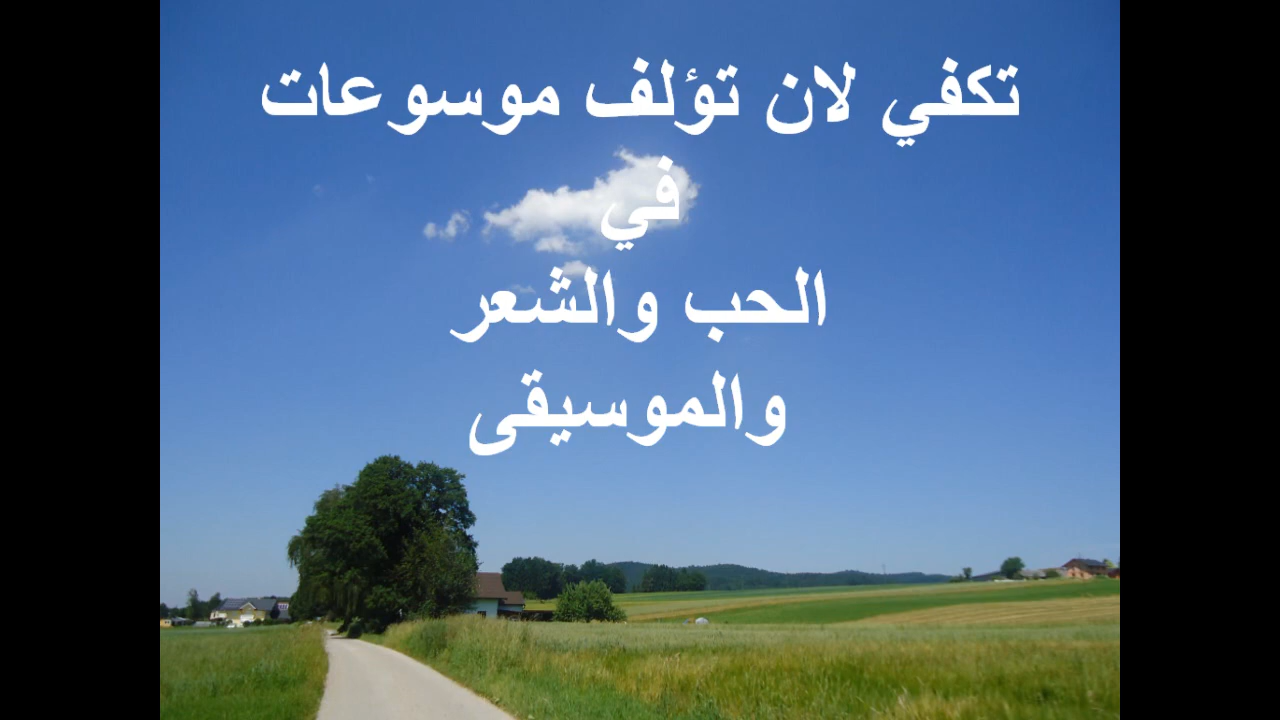 تكفي لان تؤلف موسوعات
في
الحب والشعر
والموسيقى